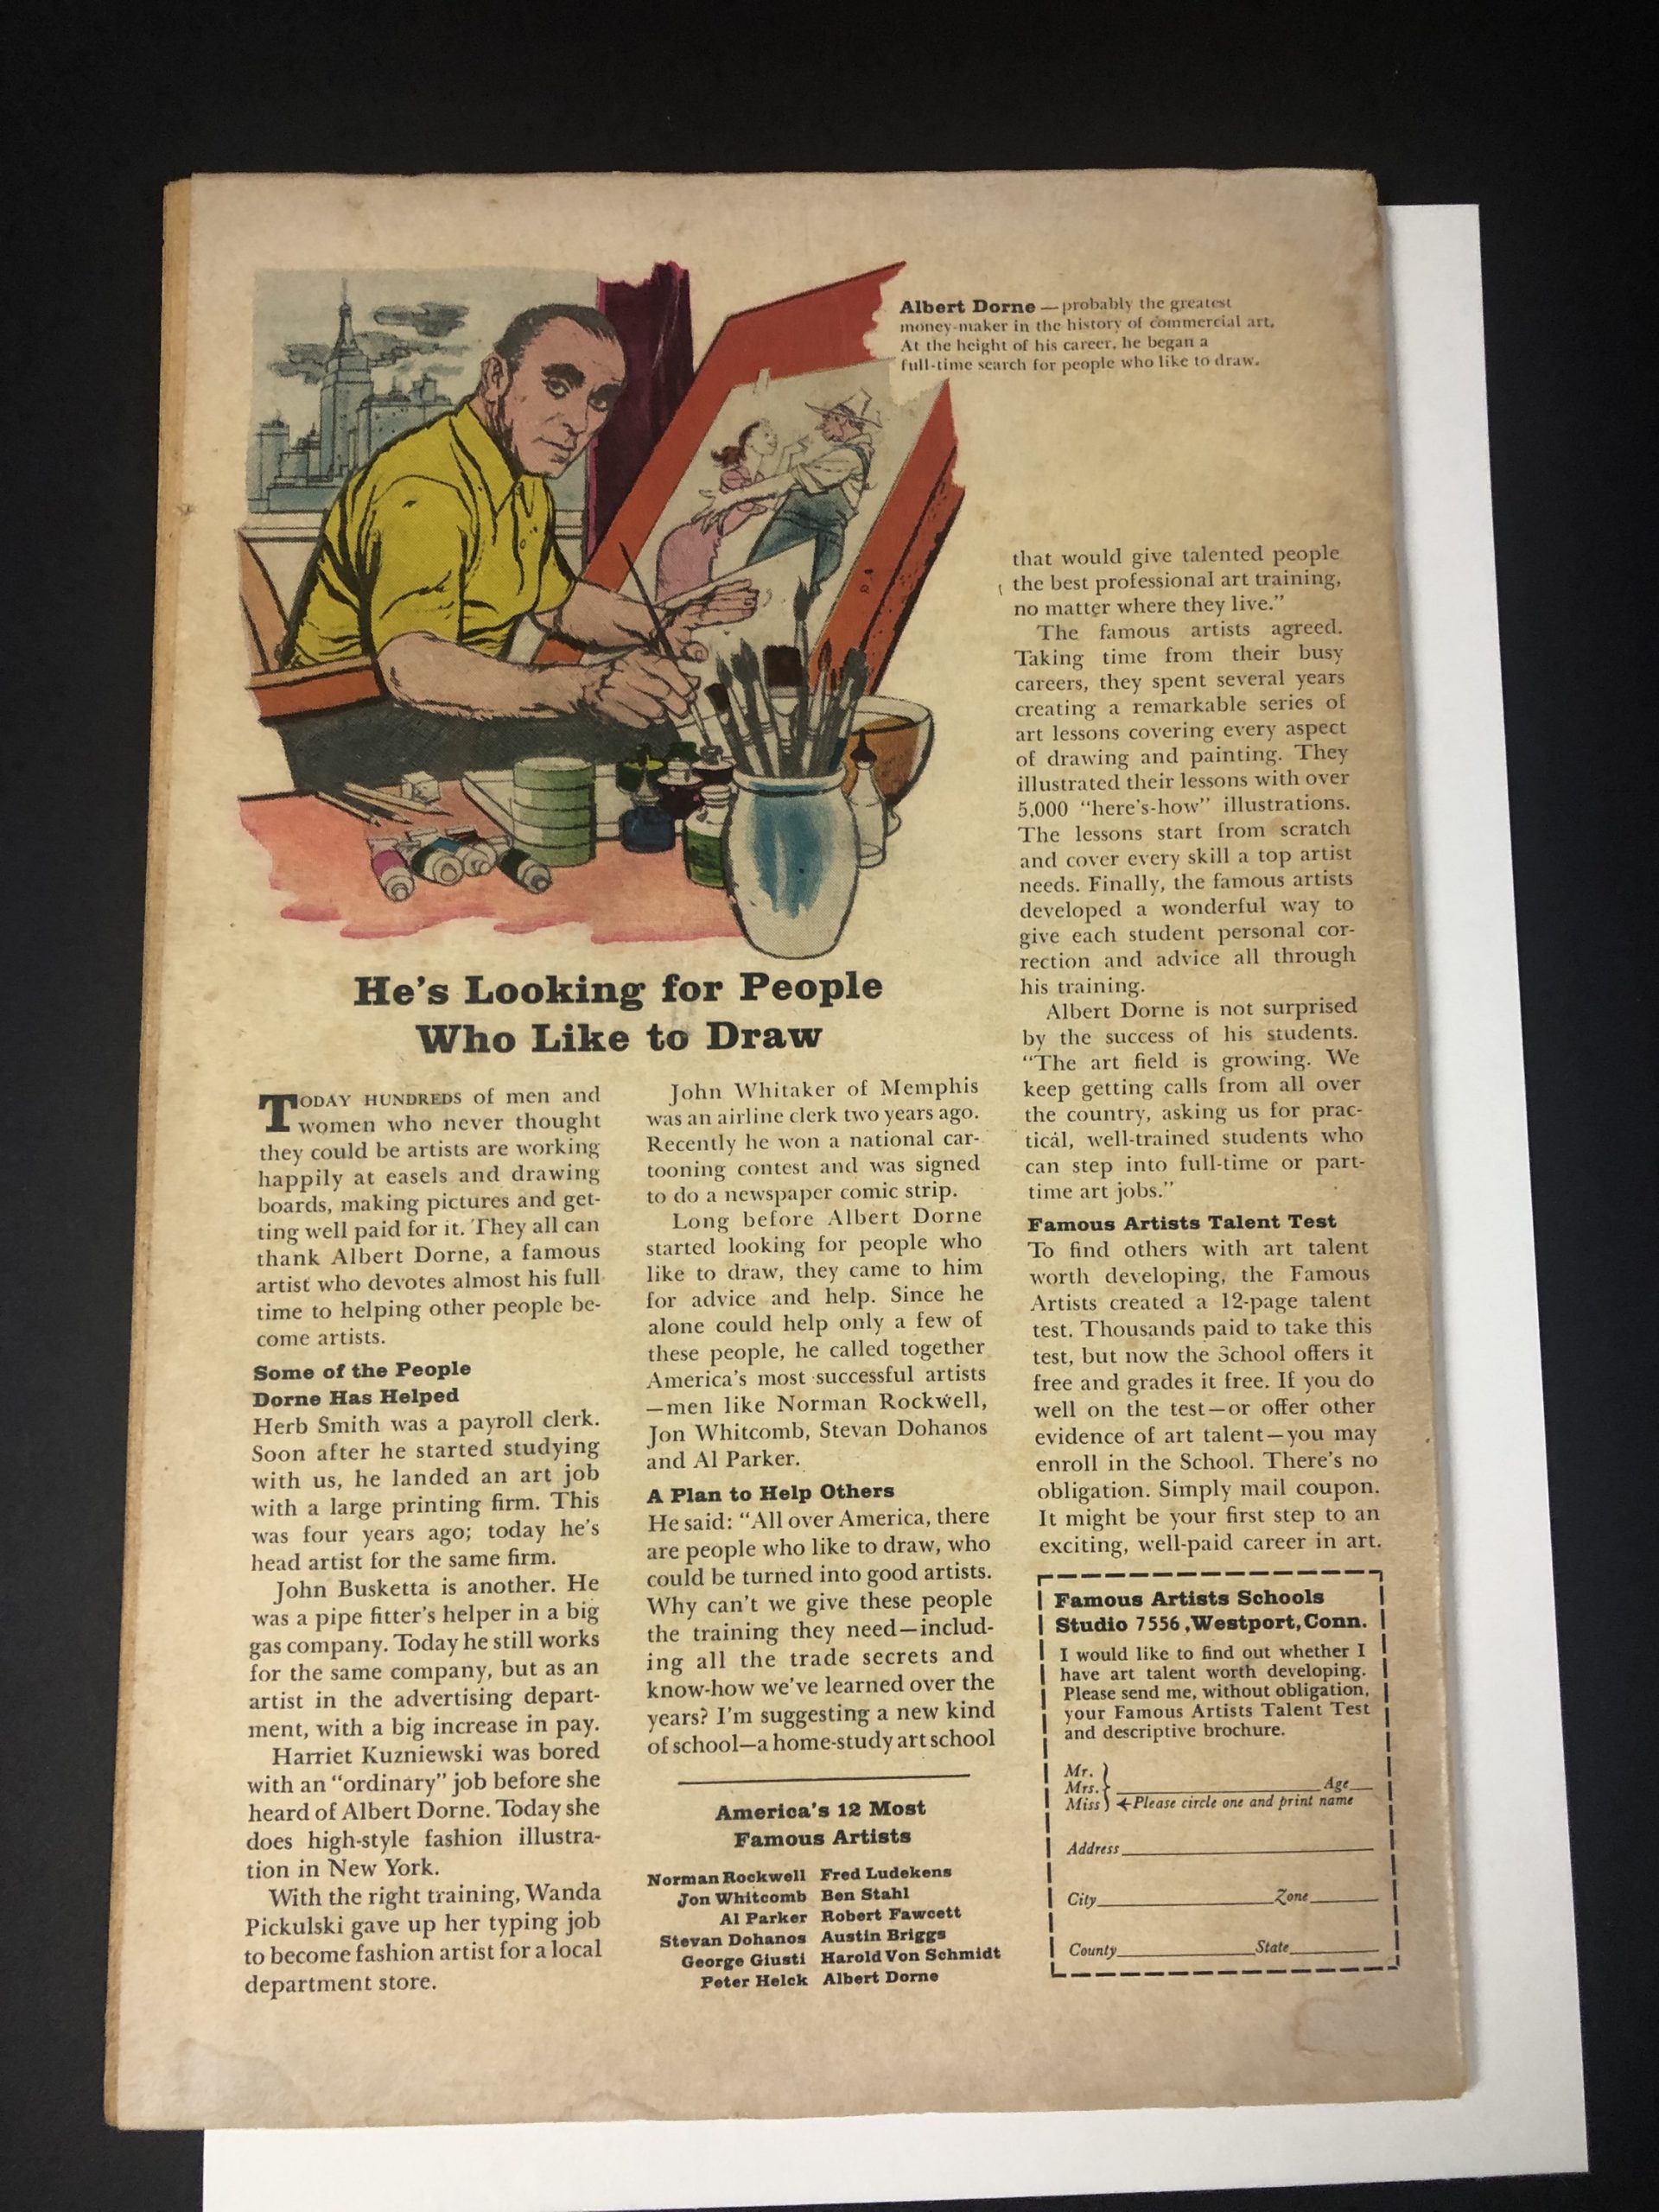 Albert Dorne — probably the greatest
money-maker in the history of commercial art.
At the height of his career, he began a
full-time search for people who like to draw.
He's Looking for People
Who Like to Draw
TODAY HUNDREDS of men and
women who never thought
they could be artists are working
happily at easels and drawing
boards, making pictures and get-
ting well paid for it. They all can
thank Albert Dorne, a famous
artist who devotes almost his full
time to helping other people be-
come artists.
Some of the People
Dorne Has Helped
Herb Smith was a payroll clerk.
Soon after he started studying
with us, he landed an art job
with a large printing firm. This
was four years ago; today he's
head artist for the same firm.
John Busketta is another. He
was a pipe fitter's helper in a big
gas company. Today he still works
for the same company, but as an
artist in the advertising depart-
ment, with a big increase in pay.
Harriet Kuzniewski was bored
with an "ordinary" job before she
heard of Albert Dorne. Today she
does high-style fashion illustra-
tion in New York.
With the right training, Wanda
Pickulski gave up her typing job
to become fashion artist for a local
department store.
John Whitaker of Memphis
was an airline clerk two years ago.
Recently he won a national car-
tooning contest and was signed
to do a newspaper comic strip.
Long before Albert Dorne
started looking for people who
like to draw, they came to him
for advice and help. Since he
alone could help only a few of
these people, he called together
America's most successful artists
—men like Norman Rockwell,
Jon Whitcomb, Stevan Dohanos
and Al Parker.
A Plan to Help Others
He said: "All over America, there
are people who like to draw, who
could be turned into good artists.
Why can't we give these people
the training they need—includ-
ing all the trade secrets and
know-how we've learned over the
years? I'm suggesting a new kind
of school—a home-study art school
America's 12 Most
Famous Artists
Norman Rockwell Fred Ludekens
Jon Whitcomb Ben Stahl
Al Parker Robert Fawcett
Stevan Dohanos Austin Briggs
George Giusti Harold Von Schmidt
Peter Helck Albert Dorne
that would give talented people
the best professional art training,
no matter where they live."
The famous artists agreed.
Taking time from their busy
careers, they spent several years
creating a remarkable series of
art lessons covering every aspect
of drawing and painting. They
illustrated their lessons with over
5,000 "here's-how" illustrations.
The lessons start from scratch
and cover every skill a top artist
needs. Finally, the famous artists
developed a wonderful way to
give each student personal cor-
rection and advice all through
his training.
Albert Dorne is not surprised
by the success of his students.
"The art field is growing. We
keep getting calls from all over
the country, asking us for prac-
tical, well-trained students who
can step into full-time or part-
time art jobs."
Famous Artists Talent Test
To find others with art talent
worth developing, the Famous
Artists created a 12-page talent
test. Thousands paid to take this
test, but now the School offers it
free and grades it free. If you do
well on the test—or offer other
evidence of art talent—you may
enroll in the School. There's no
obligation. Simply mail coupon.
It might be your first step to an
exciting, well-paid career in art.
Famous Artists Schools
Studio 7556, Westport, Conn.
I would like to find out whether I
have art talent worth developing.
Please send me, without obligation,
your Famous Artists Talent Test
and descriptive brochure.
Mr.
Mrs. Age
Miss Please circle one and print name
Address
City Zone
County State